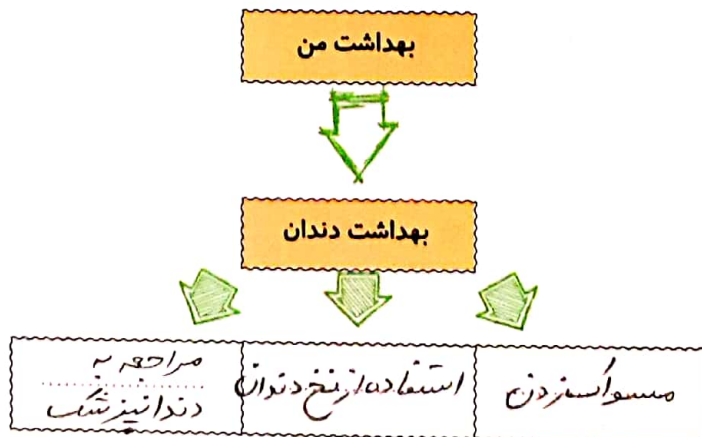 بهداشت من
بهداشت دندان
مسواک زدن
استفاده از نخ دندان
مراجعه به
دندانپزشک